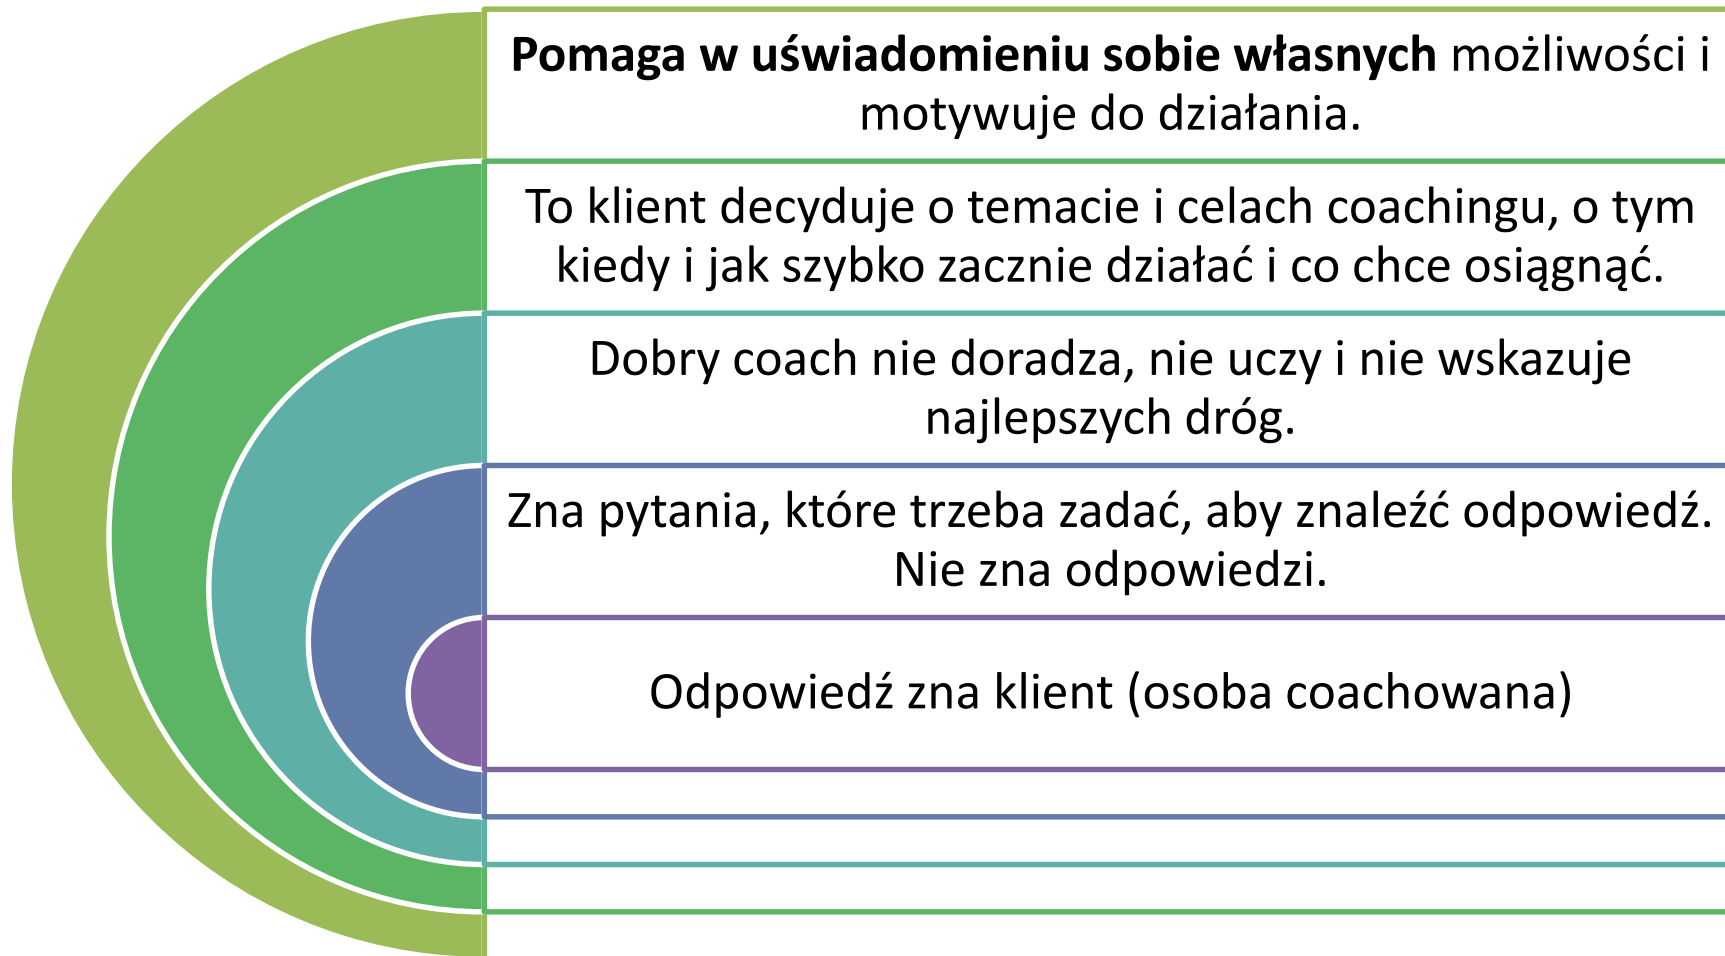 Pomaga w uświadomieniu sobie własnych możliwości i
motywuje do działania.
To klient decyduje o temacie i celach coachingu, o tym
kiedy i jak szybko zacznie działać i co chce osiągnąć.
Dobry coach nie doradza, nie uczy i nie wskazuje
najlepszych dróg.
Zna pytania, które trzeba zadać, aby znaleźć odpowiedź.
Nie zna odpowiedzi.
Odpowiedź zna klient (osoba coachowana)